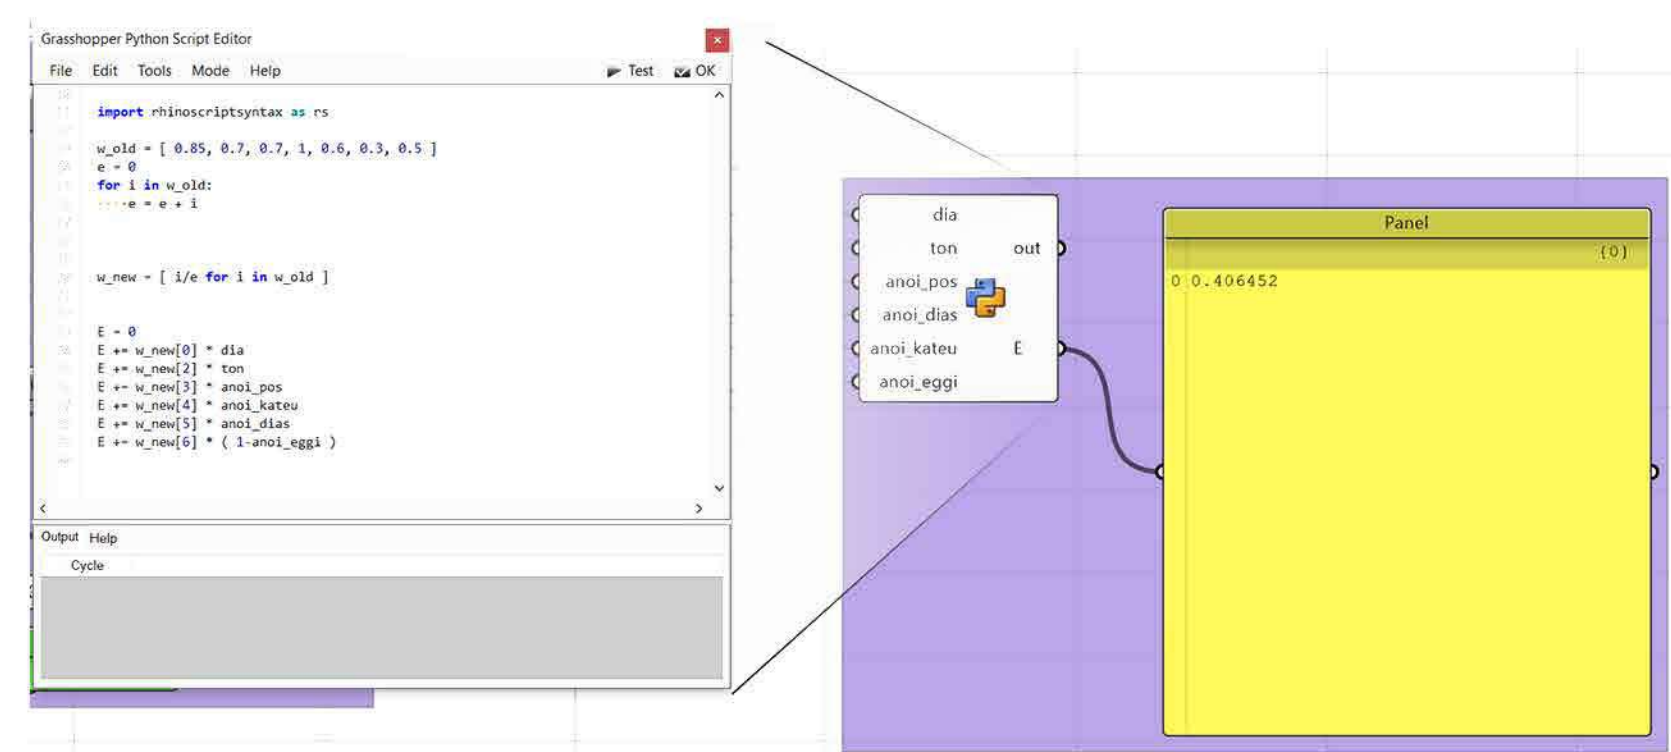 Grasshopper Python Script Editor
File Edit Tools Mode Help Test OK
import rhinoscriptsyntax as rs
w_old = [ 0.85, 0.7, 0.7, 1, 0.6, 0.3, 0.5 ]
e = 0
for i in w_old:
····e = e + i
w_new = [ i/e for i in w_old ]
E = 0
E += w_new[0] * dia
E += w_new[2] * ton
E += w_new[3] * anoi_pos
E += w_new[4] * anoi_kateu
E += w_new[5] * anoi_dias
E += w_new[6] * ( 1-anoi_eggi )
Output Help
Cycle
dia
ton out
anoi_pos
anoi_dias
anoi_kateu E
anoi_eggi
Panel
{0}
0 0.406452